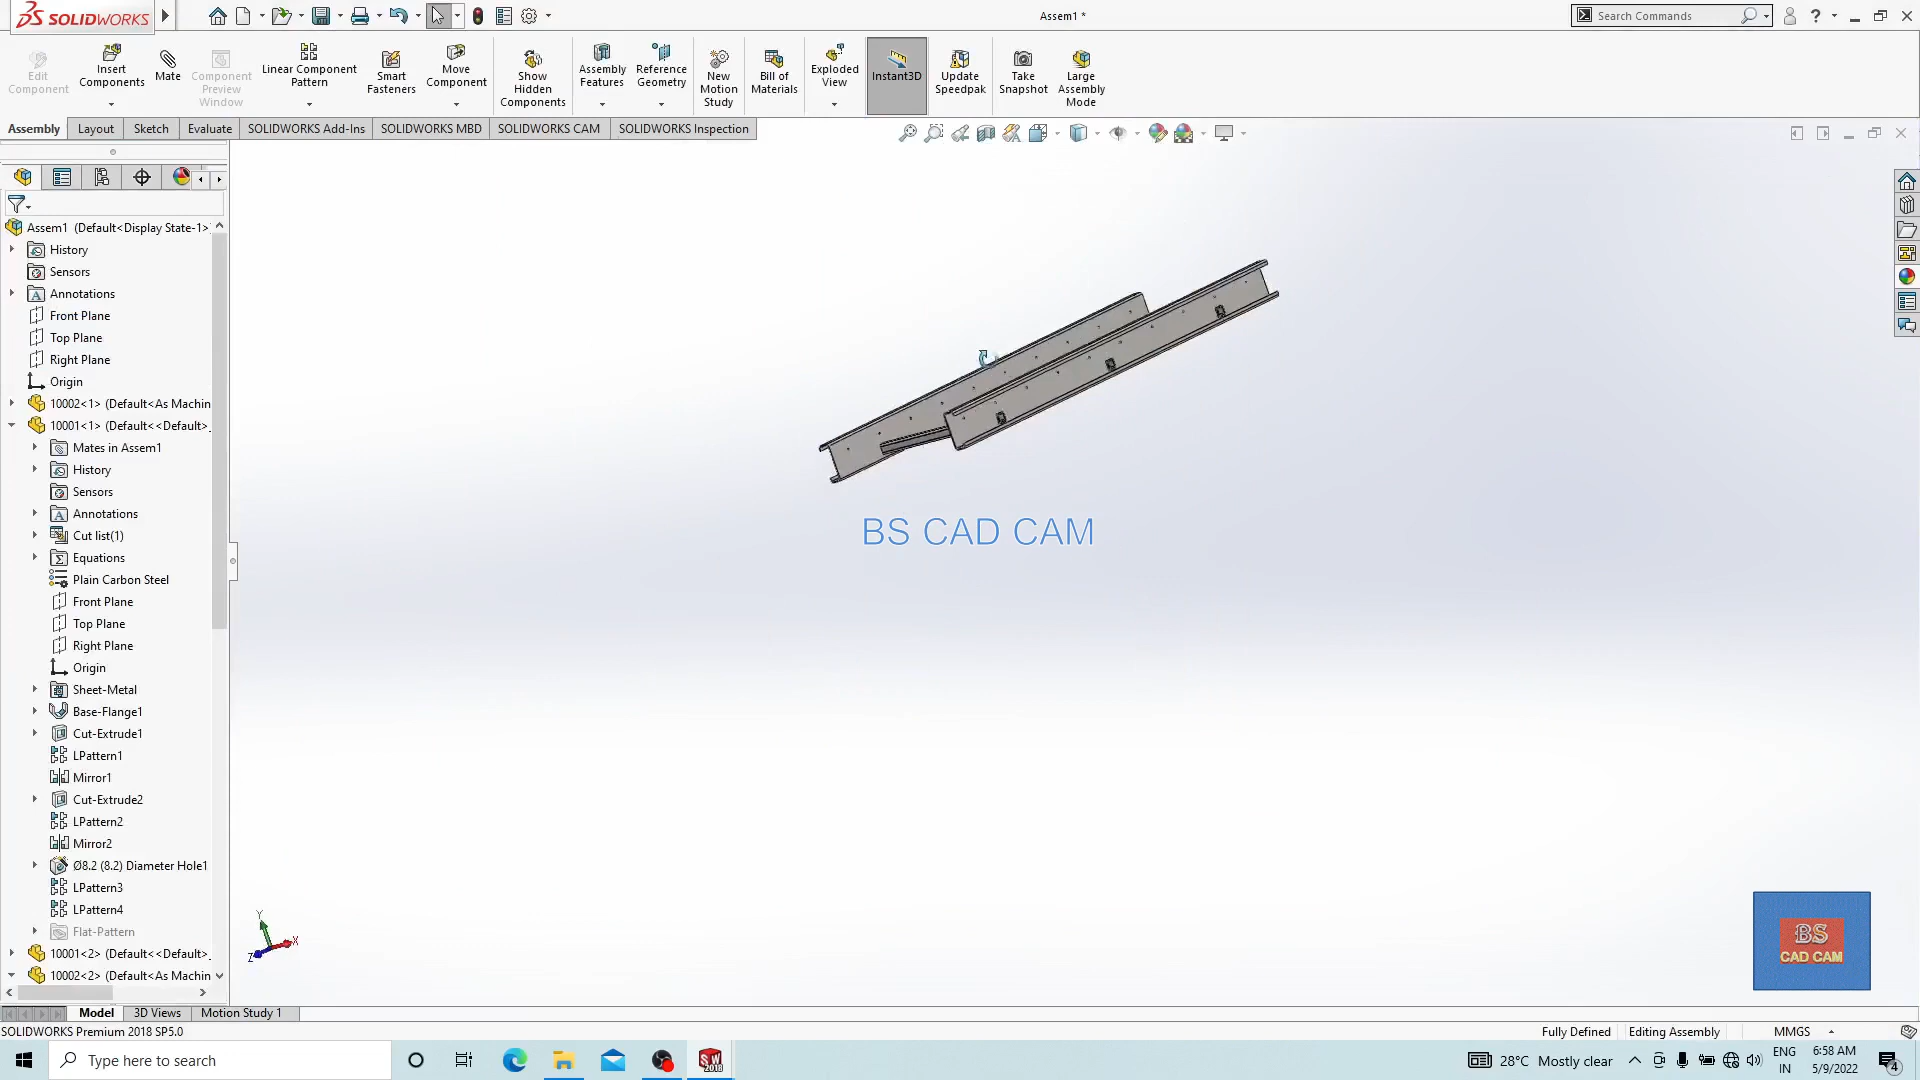 SOLIDWORKS
Assem1 *
Search Commands
Edit Component
Insert Components
Mate
Component Preview Window
Linear Component Pattern
Smart Fasteners
Move Component
Show Hidden Components
Assembly Features
Reference Geometry
New Motion Study
Bill of Materials
Exploded View
Instant3D
Update Speedpak
Take Snapshot
Large Assembly Mode
Assembly
Layout
Sketch
Evaluate
SOLIDWORKS Add-Ins
SOLIDWORKS MBD
SOLIDWORKS CAM
SOLIDWORKS Inspection
Assem1 (Default<Display State-1>
History
Sensors
Annotations
Front Plane
Top Plane
Right Plane
Origin
10002<1> (Default<As Machin
10001<1> (Default<<Default>_
Mates in Assem1
History
Sensors
Annotations
Cut list(1)
Equations
Plain Carbon Steel
Front Plane
Top Plane
Right Plane
Origin
Sheet-Metal
Base-Flange1
Cut-Extrude1
LPattern1
Mirror1
Cut-Extrude2
LPattern2
Mirror2
Ø8.2 (8.2) Diameter Hole1
LPattern3
LPattern4
Flat-Pattern
10001<2> (Default<<Default>_
10002<2> (Default<As Machin
BS CAD CAM
Y
X
Z
BS
CAD CAM
Model
3D Views
Motion Study 1
SOLIDWORKS Premium 2018 SP5.0
Fully Defined
Editing Assembly
MMGS
Type here to search
SW
2018
28°C Mostly clear
ENG
IN
6:58 AM
5/9/2022
4